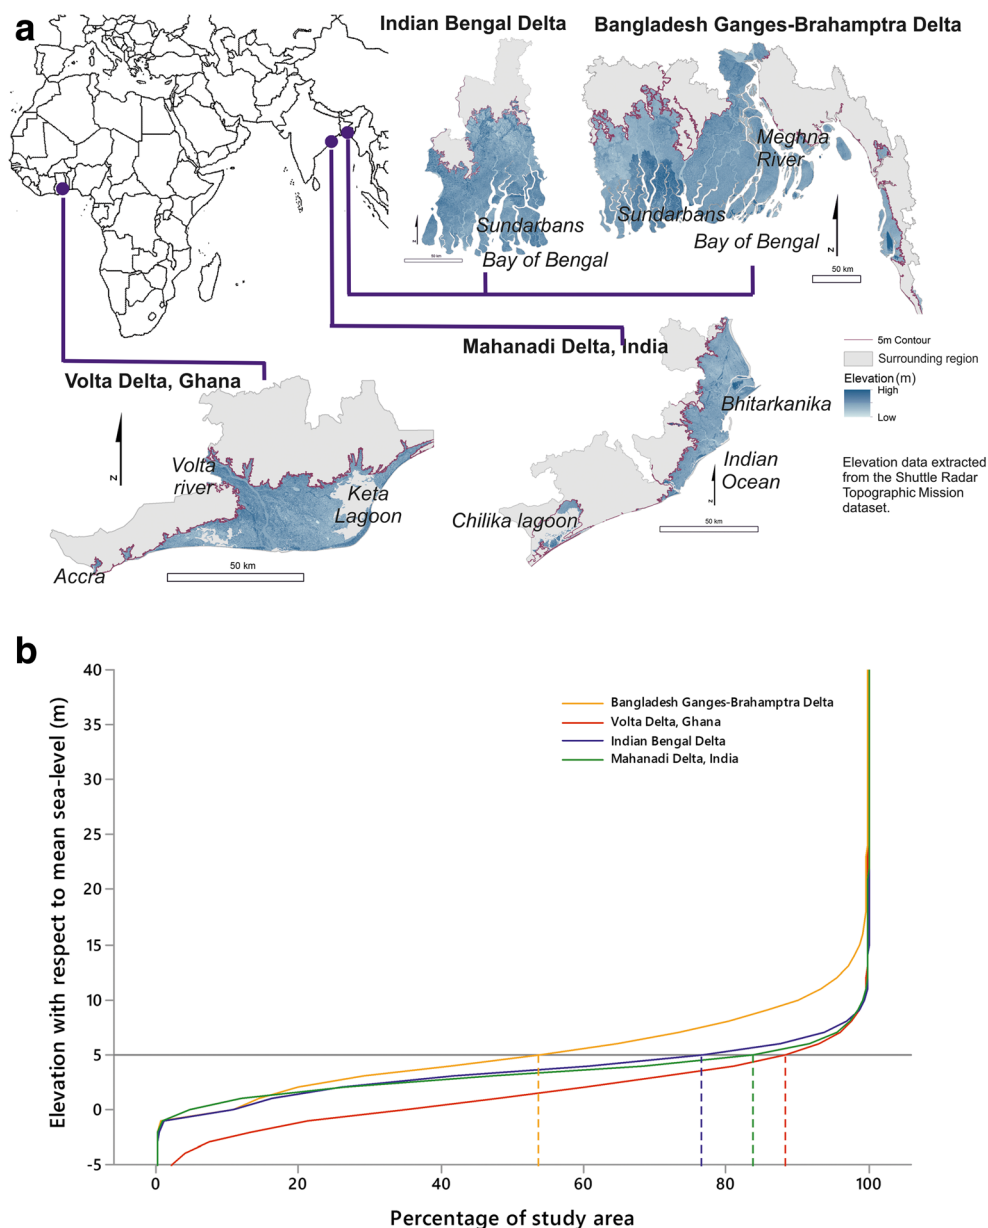 a
Indian Bengal Delta
Bangladesh Ganges-Brahamptra Delta
Meghna
River
Sundarbans
Bay of Bengal
N
50 km
Sundarbans
Bay of Bengal
N
50 km
Mahanadi Delta, India
Bhitarkanika
Indian
Ocean
Chilika lagoon
N
50 km
5m Contour
Surrounding region
Elevation (m)
High
Low
Elevation data extracted
from the Shuttle Radar
Topographic Mission
dataset.
Volta Delta, Ghana
N
Volta
river
Keta
Lagoon
Accra
50 km
b
Elevation with respect to mean sea-level (m)
40
35
30
25
20
15
10
5
0
-5
Bangladesh Ganges-Brahamptra Delta
Volta Delta, Ghana
Indian Bengal Delta
Mahanadi Delta, India
0 20 40 60 80 100
Percentage of study area